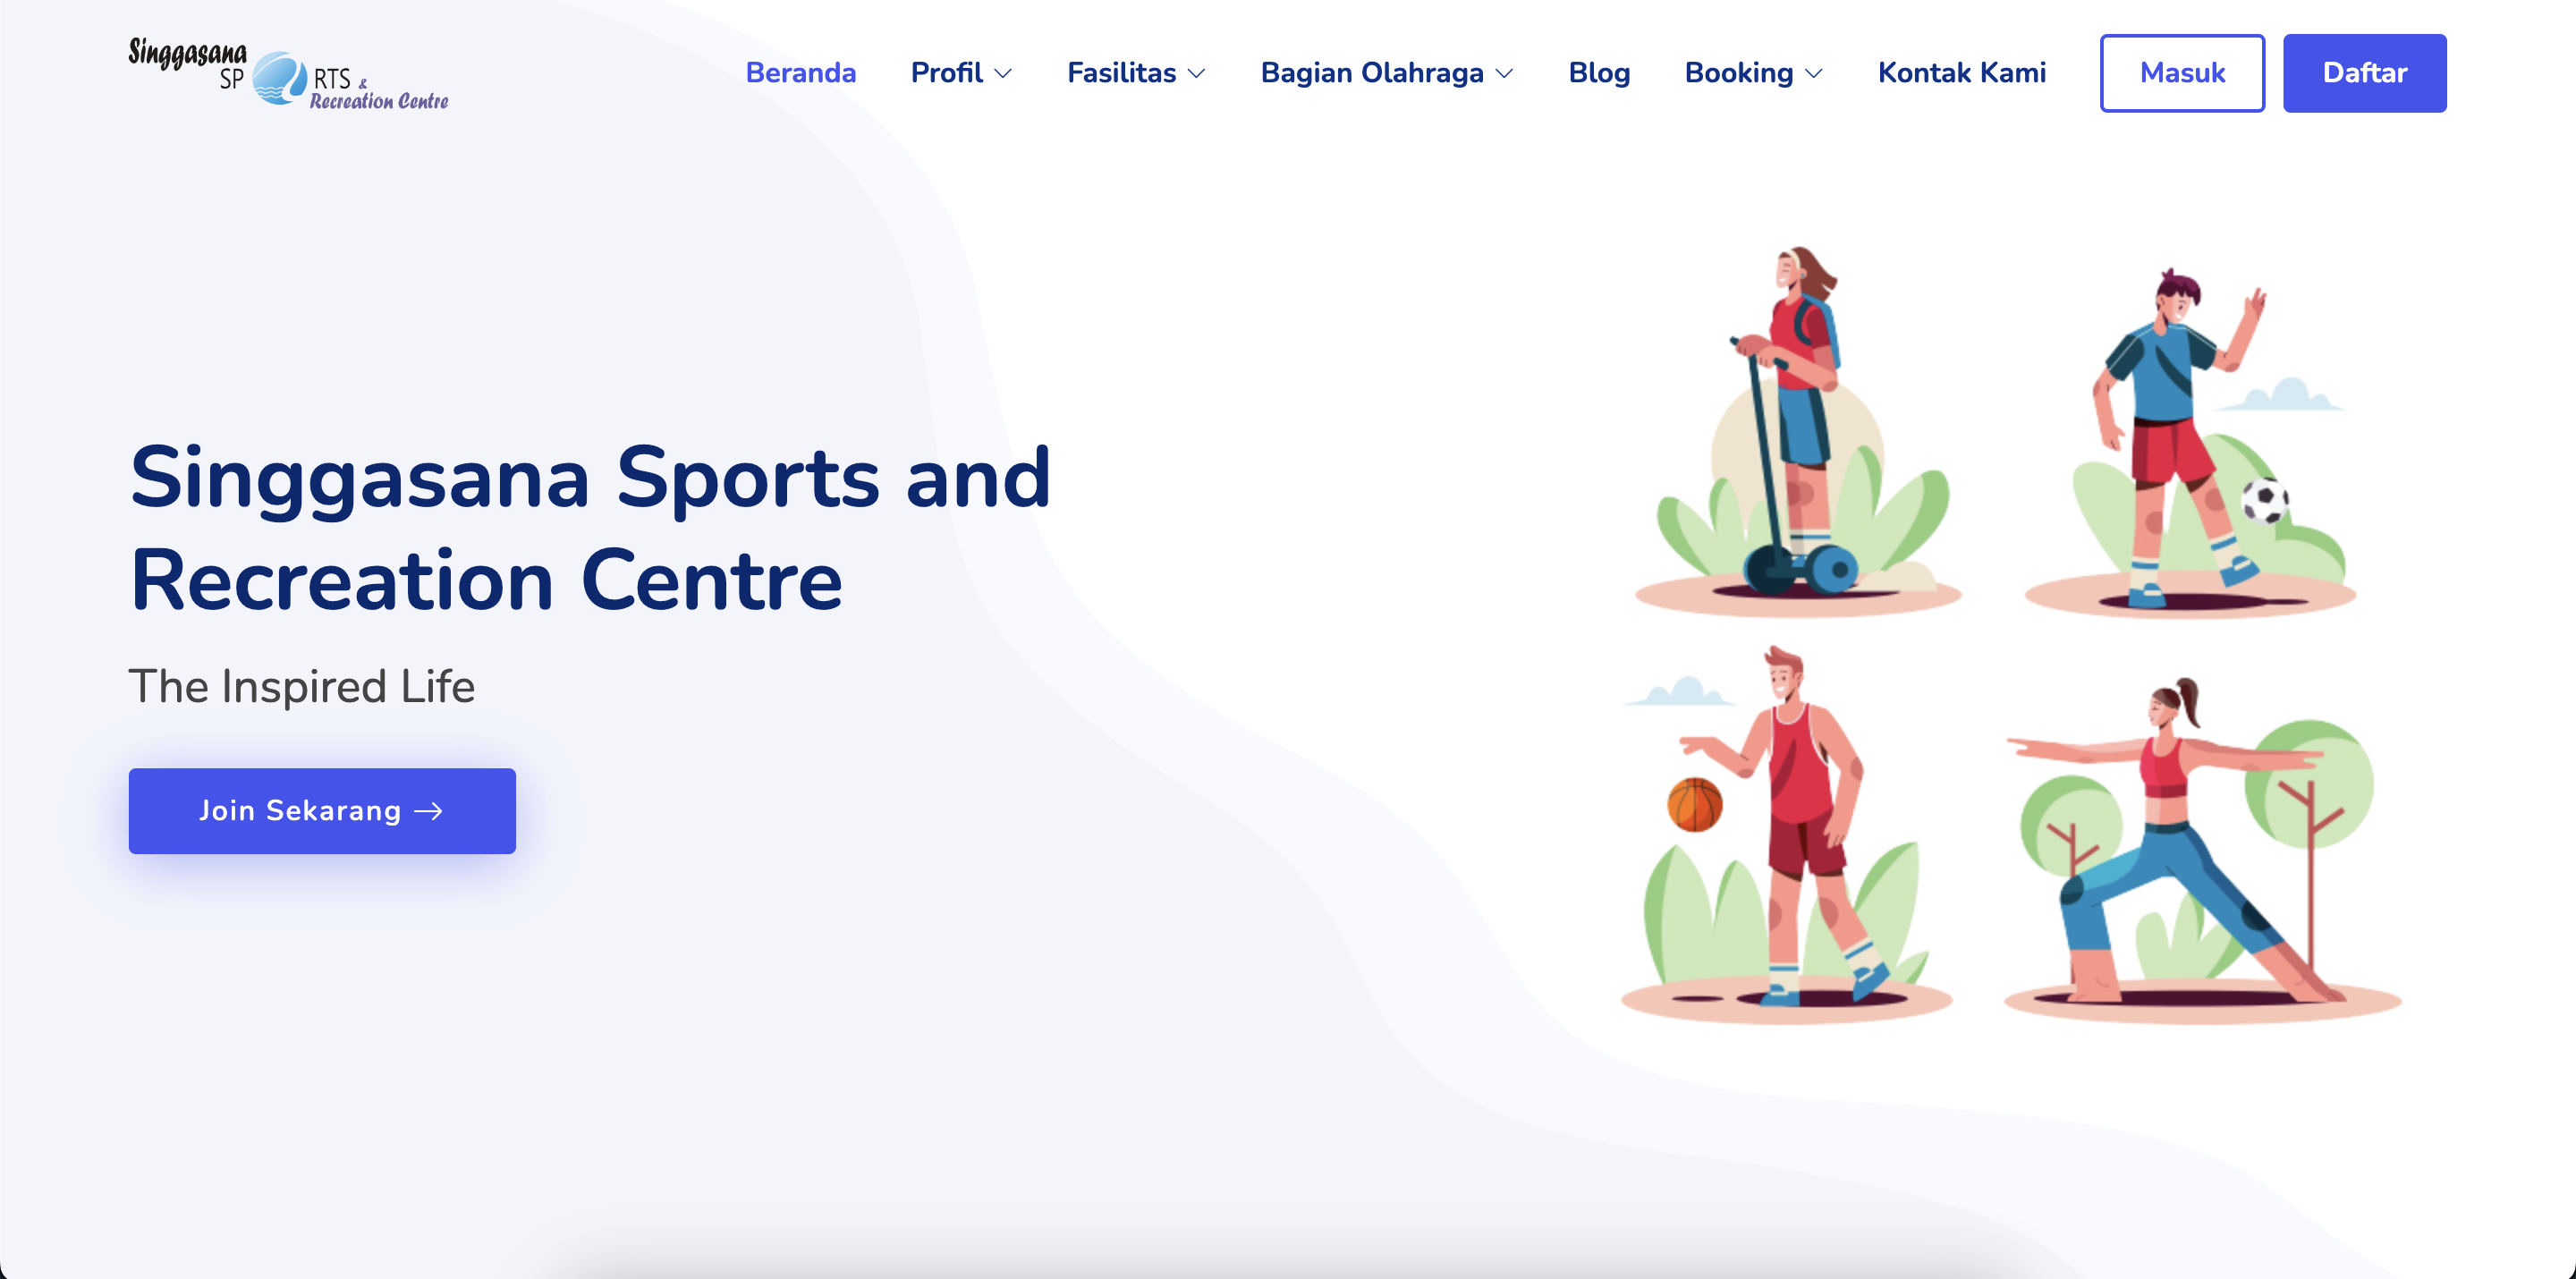 Singgasana
SP RTS &
Recreation Centre
Beranda
Profil
Fasilitas
Bagian Olahraga
Blog
Booking
Kontak Kami
Masuk
Daftar
Singgasana Sports and
Recreation Centre
The Inspired Life
Join Sekarang →